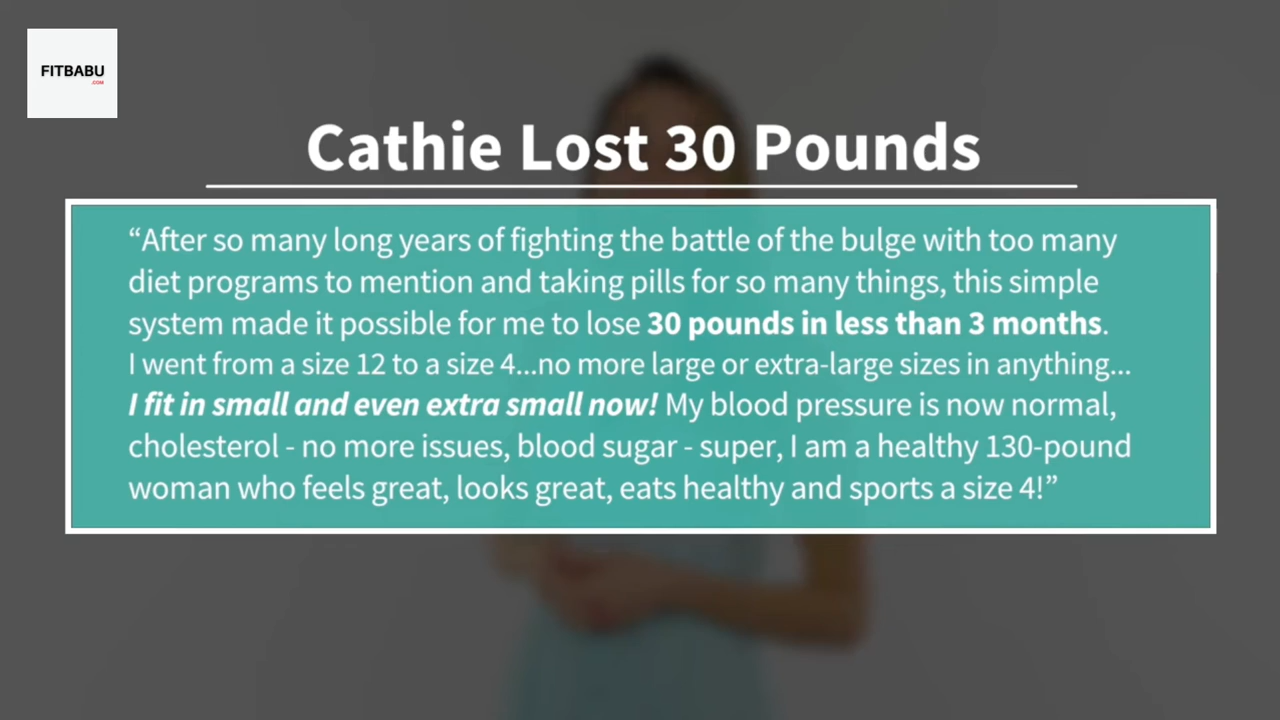 FITBABU
.COM
Cathie Lost 30 Pounds
“After so many long years of fighting the battle of the bulge with too many
diet programs to mention and taking pills for so many things, this simple
system made it possible for me to lose 30 pounds in less than 3 months.
I went from a size 12 to a size 4...no more large or extra-large sizes in anything...
I fit in small and even extra small now! My blood pressure is now normal,
cholesterol - no more issues, blood sugar - super, I am a healthy 130-pound
woman who feels great, looks great, eats healthy and sports a size 4!”